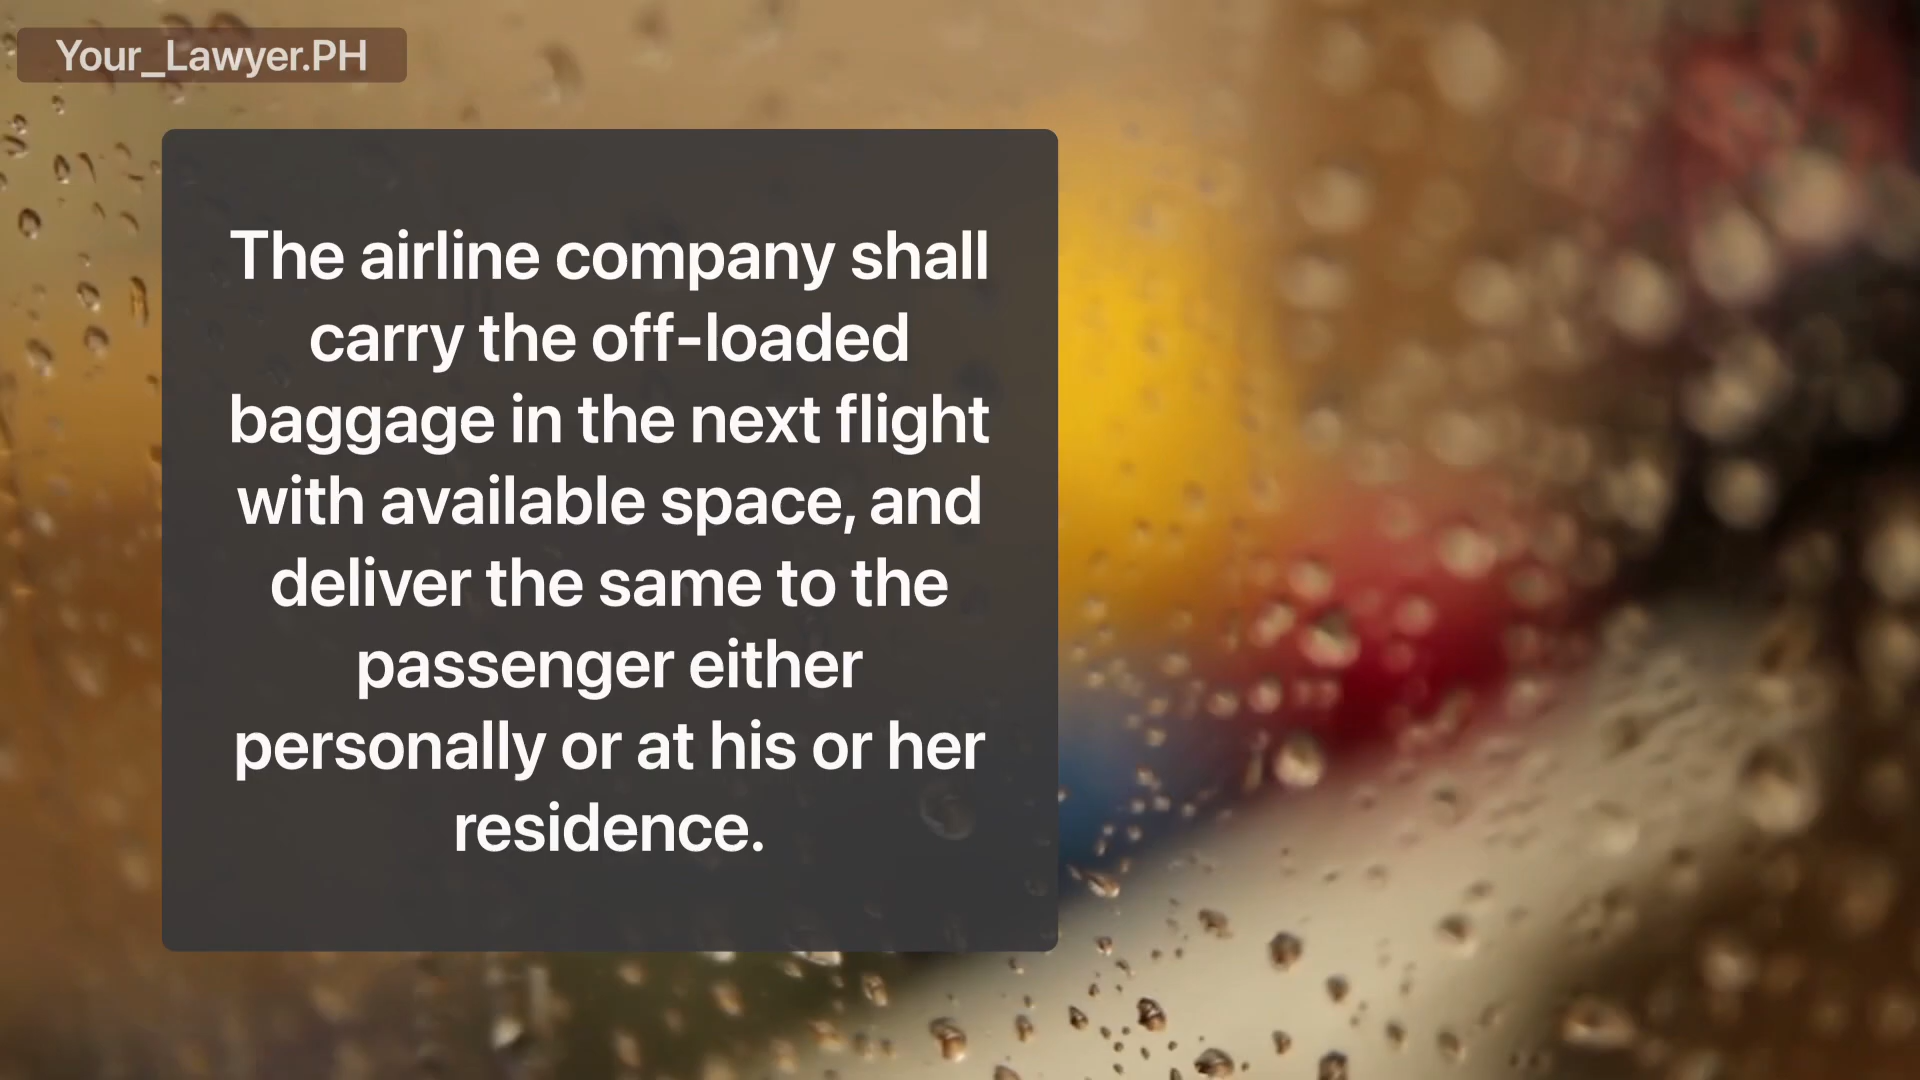 Your_Lawyer.PH
The airline company shall
carry the off-loaded
baggage in the next flight
with available space, and
deliver the same to the
passenger either
personally or at his or her
residence.